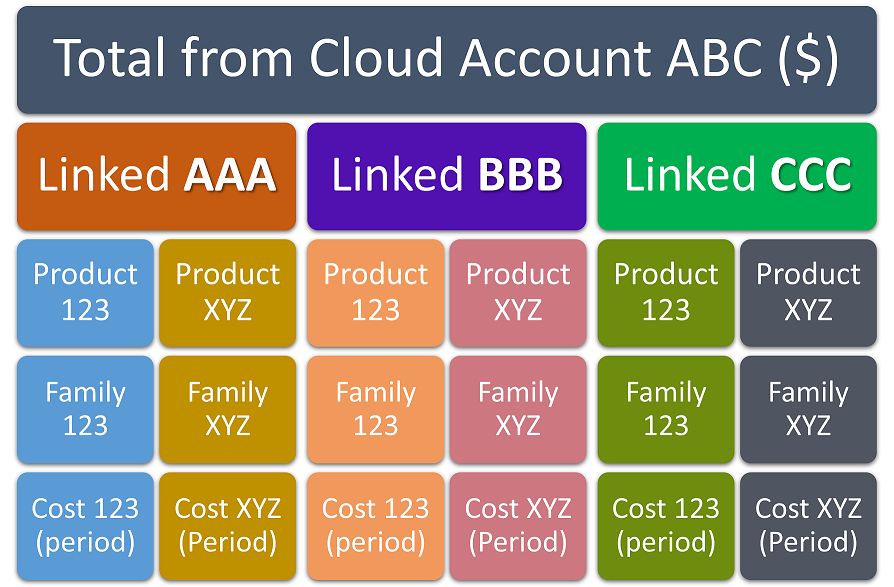 Total from Cloud Account ABC ($)
Linked AAA
Linked BBB
Linked CCC
Product
123
Product
XYZ
Product
123
Product
XYZ
Product
123
Product
XYZ
Family
123
Family
XYZ
Family
123
Family
XYZ
Family
123
Family
XYZ
Cost 123
(period)
Cost XYZ
(Period)
Cost 123
(period)
Cost XYZ
(Period)
Cost 123
(period)
Cost XYZ
(Period)